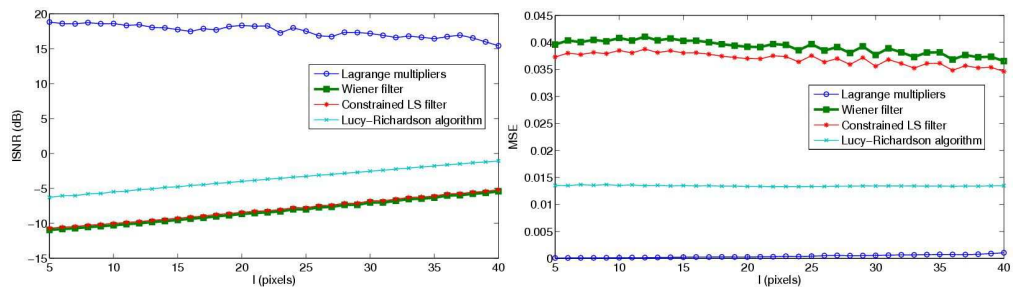 20
15
10
5
0
−5
−10
−15
ISNR (dB)
5
10
15
20
25
30
35
40
l (pixels)
Lagrange multipliers
Wiener filter
Constrained LS filter
Lucy−Richardson algorithm
0.045
0.04
0.035
0.03
0.025
0.02
0.015
0.01
0.005
0
MSE
5
10
15
20
25
30
35
40
l (pixels)
Lagrange multipliers
Wiener filter
Constrained LS filter
Lucy−Richardson algorithm